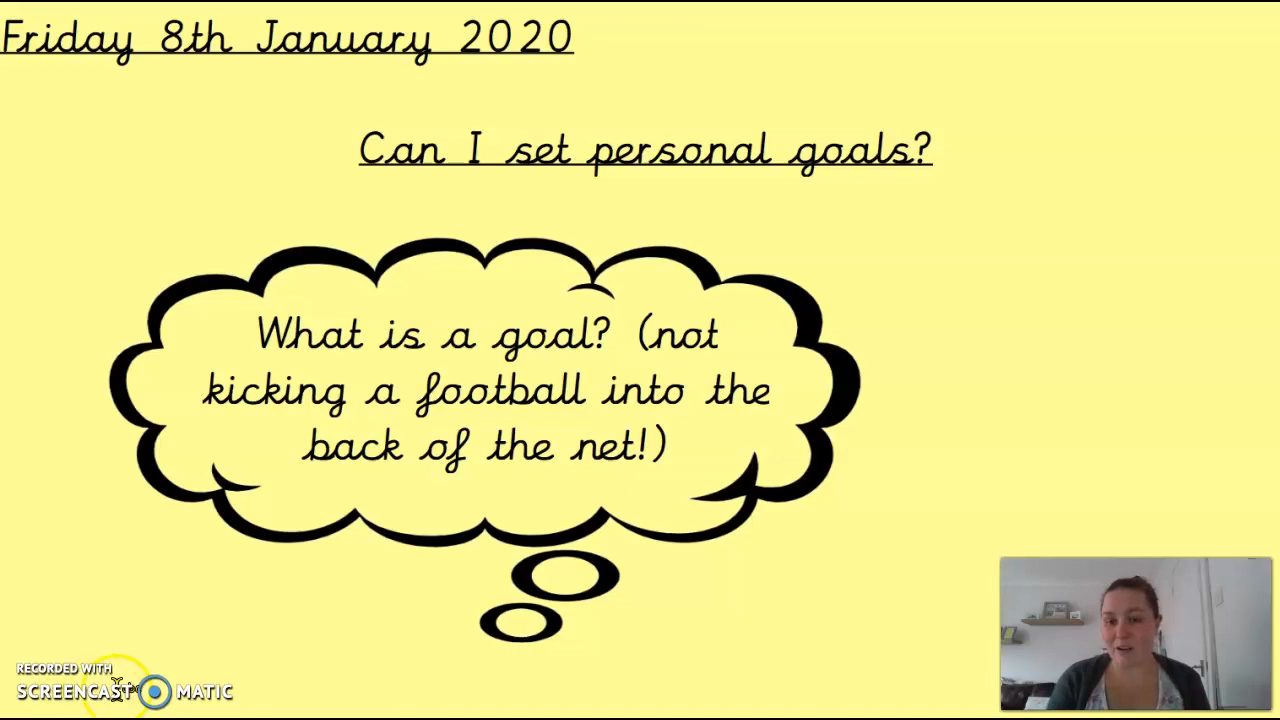 Friday 8th January 2020
Can I set personal goals?
What is a goal? (not
kicking a football into the
back of the net!)
RECORDED WITH
SCREENCAST MATIC